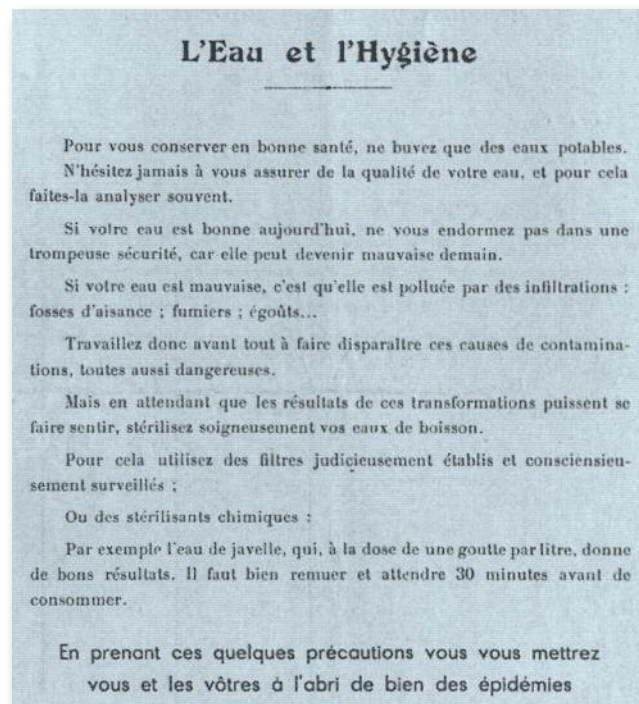 L'Eau et l'Hygiène
Pour vous conserver en bonne santé, ne buvez que des eaux potables.
N'hésitez jamais à vous assurer de la qualité de votre eau, et pour cela
faites-la analyser souvent.
Si votre eau est bonne aujourd'hui, ne vous endormez pas dans une
trompeuse sécurité, car elle peut devenir mauvaise demain.
Si votre eau est mauvaise, c'est qu'elle est polluée par des infiltrations :
fosses d'aisance ; fumiers ; égoûts...
Travaillez donc avant tout à faire disparaître ces causes de contamina-
tions, toutes aussi dangereuses.
Mais en attendant que les résultats de ces transformations puissent se
faire sentir, stérilisez soigneusement vos eaux de boisson.
Pour cela utilisez des filtres judicieusement établis et consciensieu-
sement surveillés ;
Ou des stérilisants chimiques :
Par exemple l'eau de javelle, qui, à la dose de une goutte par litre, donne
de bons résultats. Il faut bien remuer et attendre 30 minutes avant de
consommer.
En prenant ces quelques précautions vous vous mettrez
vous et les vôtres à l'abri de bien des épidémies